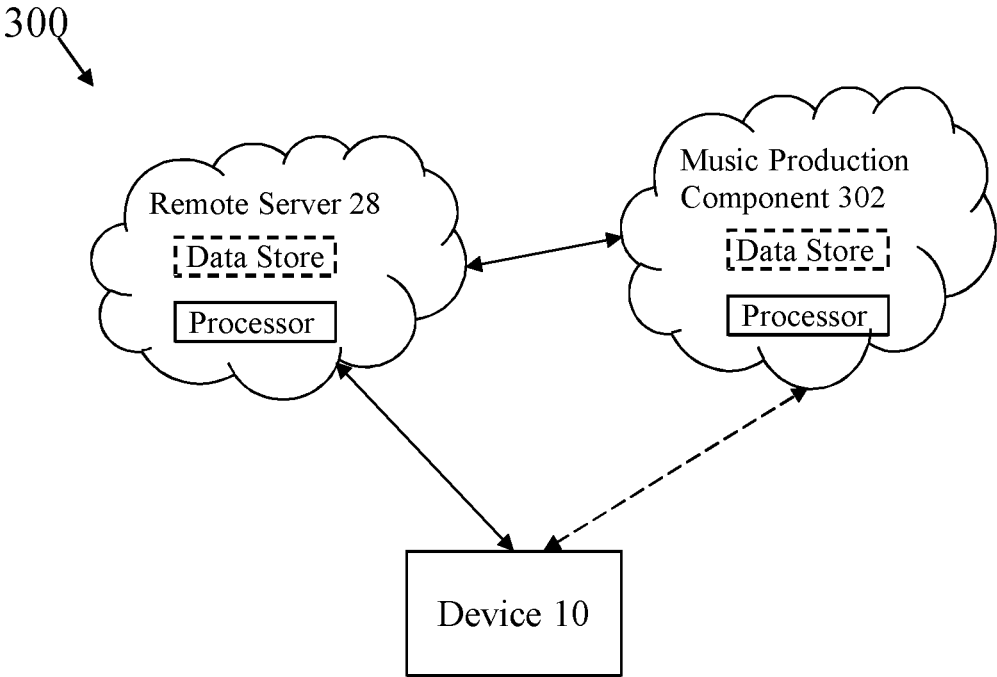 300
Remote Server 28
Data Store
Processor
Music Production
Component 302
Data Store
Processor
Device 10